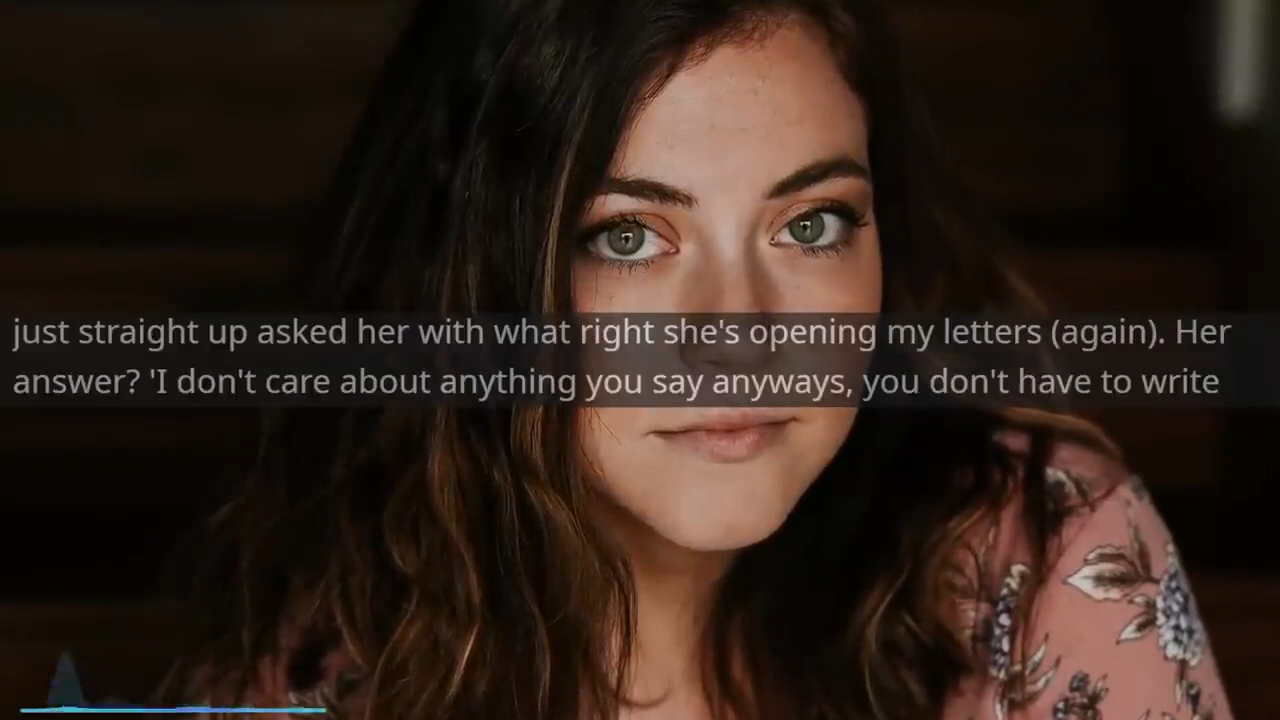 just straight up asked her with what right she's opening my letters (again). Her
answer? 'I don't care about anything you say anyways, you don't have to write